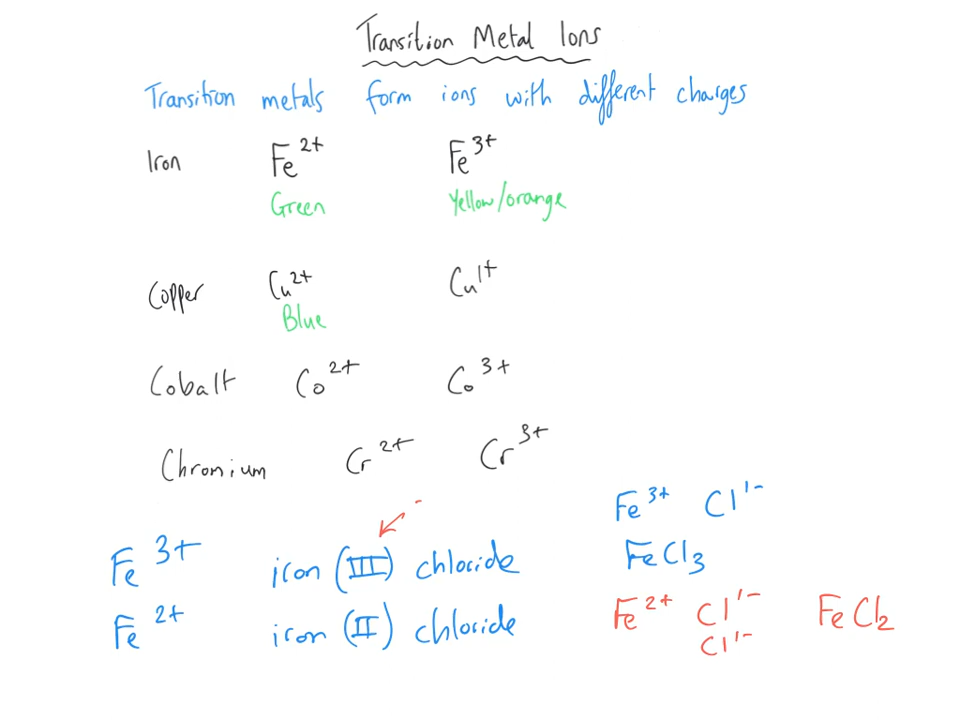 Transition Metal Ions
Transition metals form ions with different charges
Iron Fe²⁺ Fe³⁺
Green Yellow/orange
Copper Cu²⁺ Cu¹⁺
Blue
Cobalt Co²⁺ Co³⁺
Chromium Cr²⁺ Cr³⁺
Fe³⁺ Cl¹⁻
Fe³⁺ iron (III) chloride FeCl₃
Fe²⁺ iron (II) chloride Fe²⁺ Cl¹⁻ FeCl₂
Cl¹⁻